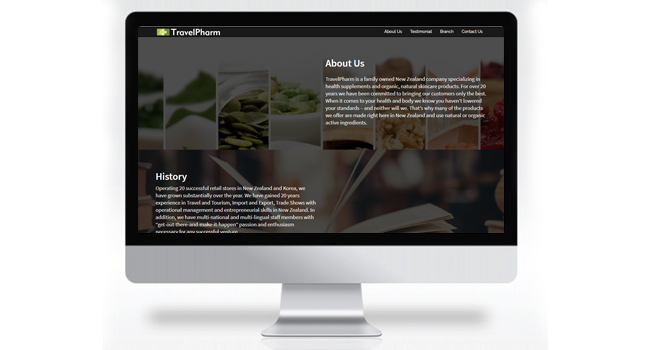 TravelPharm
About Us Testimonial Branch Contact Us
About Us
TravelPharm is a family owned New Zealand company specializing in
health supplements and organic, natural skincare products. For over 20
years we have been committed to bringing our customers only the best.
When it comes to your health and body we know you haven't lowered
your standards – and neither will we. That's why many of the products
we offer are made right here in New Zealand and use natural or organic
active ingredients.
History
Operating 20 successful retail stores in New Zealand and Korea, we
have grown substantially over the year. We have gained 20 years
experience in Travel and Tourism, Import and Export, Trade Shows with
operational management and entrepreneurial skills in New Zealand. In
addition, we have multi-national and multi-lingual staff members with
"get-out-there-and-make-it-happen" passion and enthusiasm
necessary for any successful venture.